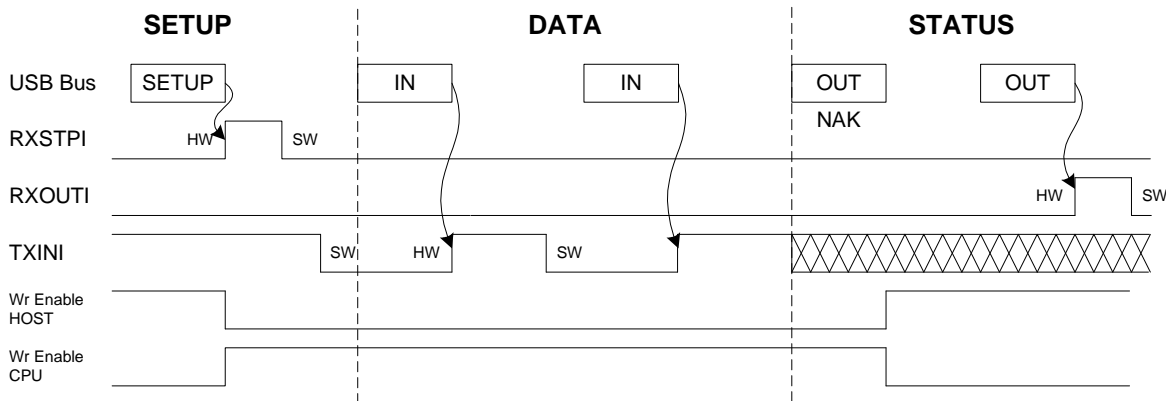 SETUP DATA STATUS
USB Bus SETUP IN IN OUT OUT
NAK
RXSTPI HW SW
RXOUTI HW SW
TXINI SW HW SW
Wr Enable
HOST
Wr Enable
CPU